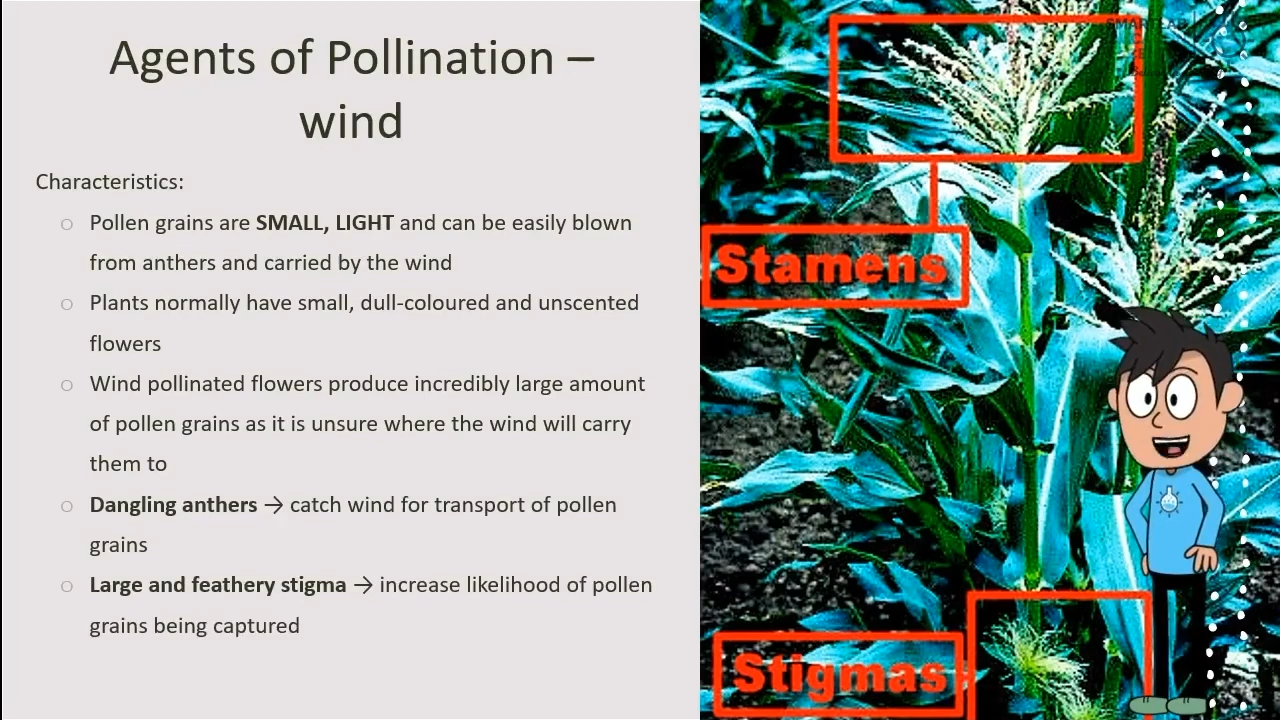 Agents of Pollination –
wind
Characteristics:
○ Pollen grains are SMALL, LIGHT and can be easily blown
from anthers and carried by the wind
○ Plants normally have small, dull-coloured and unscented
flowers
○ Wind pollinated flowers produce incredibly large amount
of pollen grains as it is unsure where the wind will carry
them to
○ Dangling anthers → catch wind for transport of pollen
grains
○ Large and feathery stigma → increase likelihood of pollen
grains being captured
Stamens
Stigmas